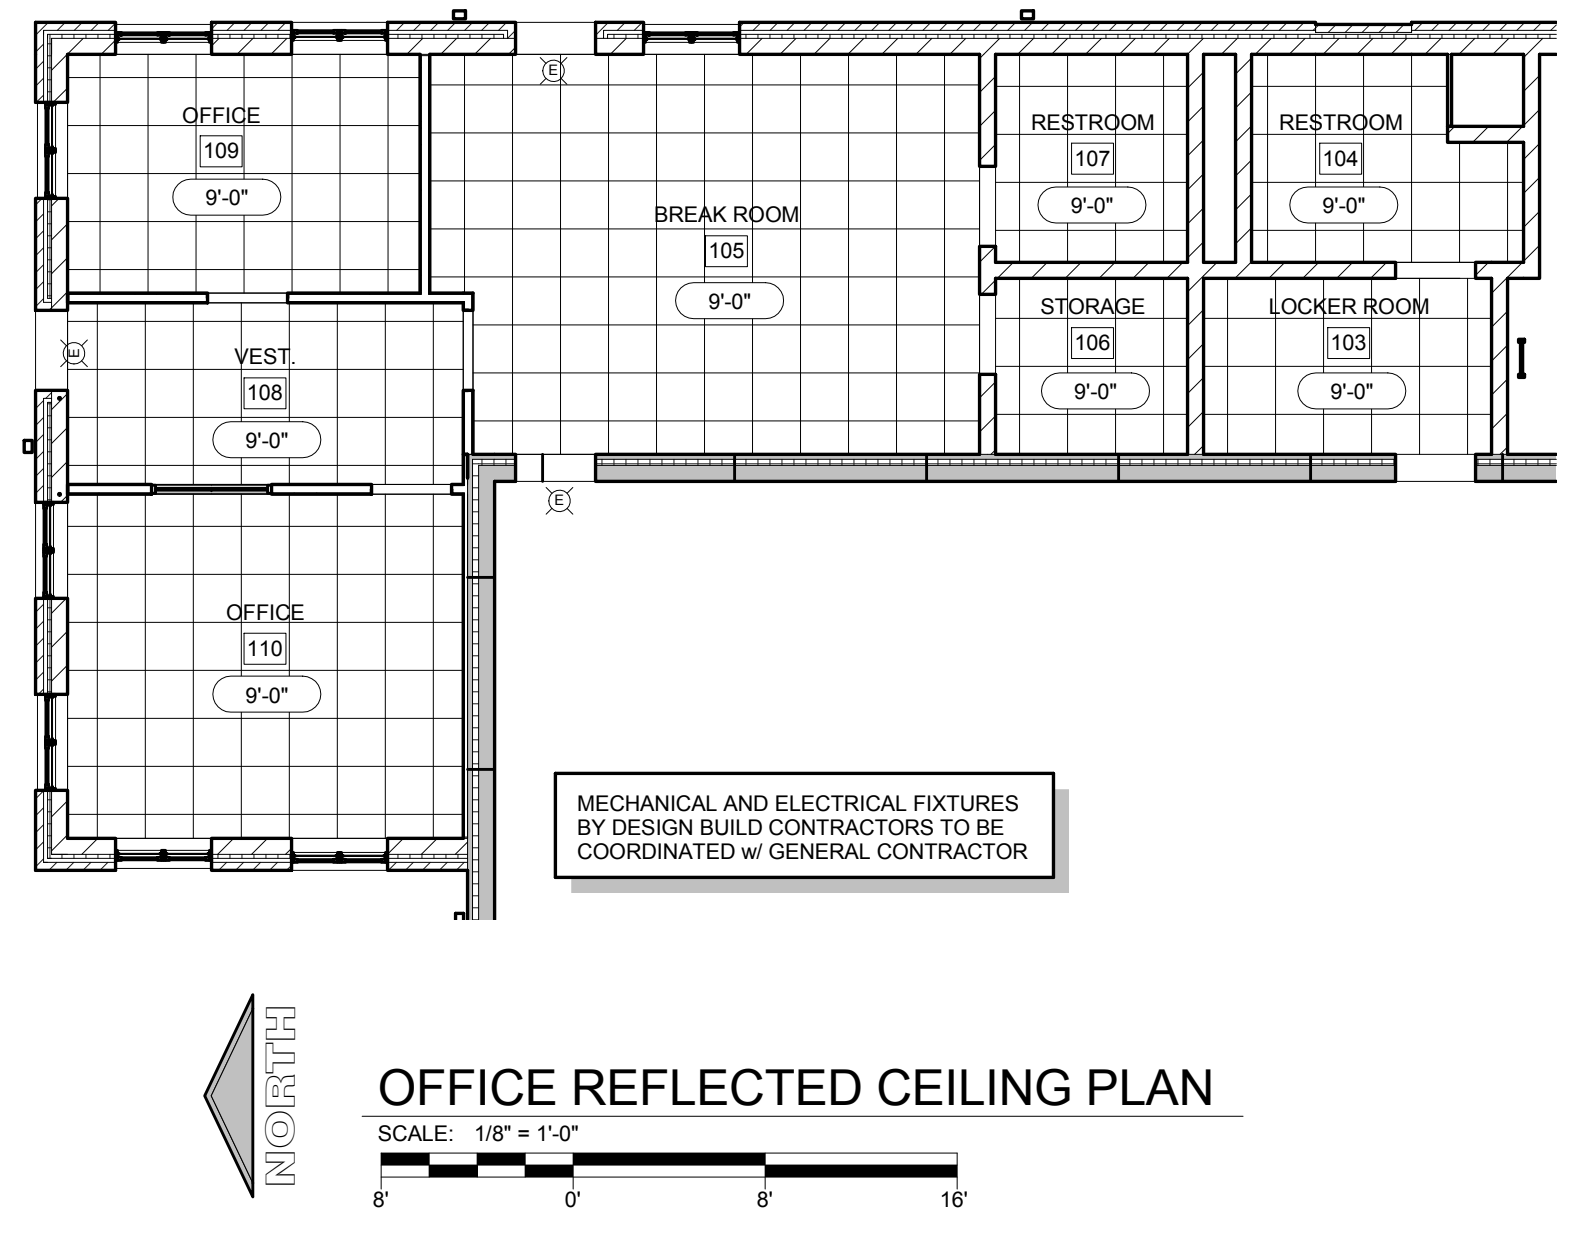 E
OFFICE
109
9'-0"
BREAK ROOM
105
9'-0"
RESTROOM
107
9'-0"
RESTROOM
104
9'-0"
E
VEST.
108
9'-0"
STORAGE
106
9'-0"
LOCKER ROOM
103
9'-0"
E
OFFICE
110
9'-0"
MECHANICAL AND ELECTRICAL FIXTURES
BY DESIGN BUILD CONTRACTORS TO BE
COORDINATED w/ GENERAL CONTRACTOR
NORTH
OFFICE REFLECTED CEILING PLAN
SCALE: 1/8" = 1'-0"
8' 0' 8' 16'